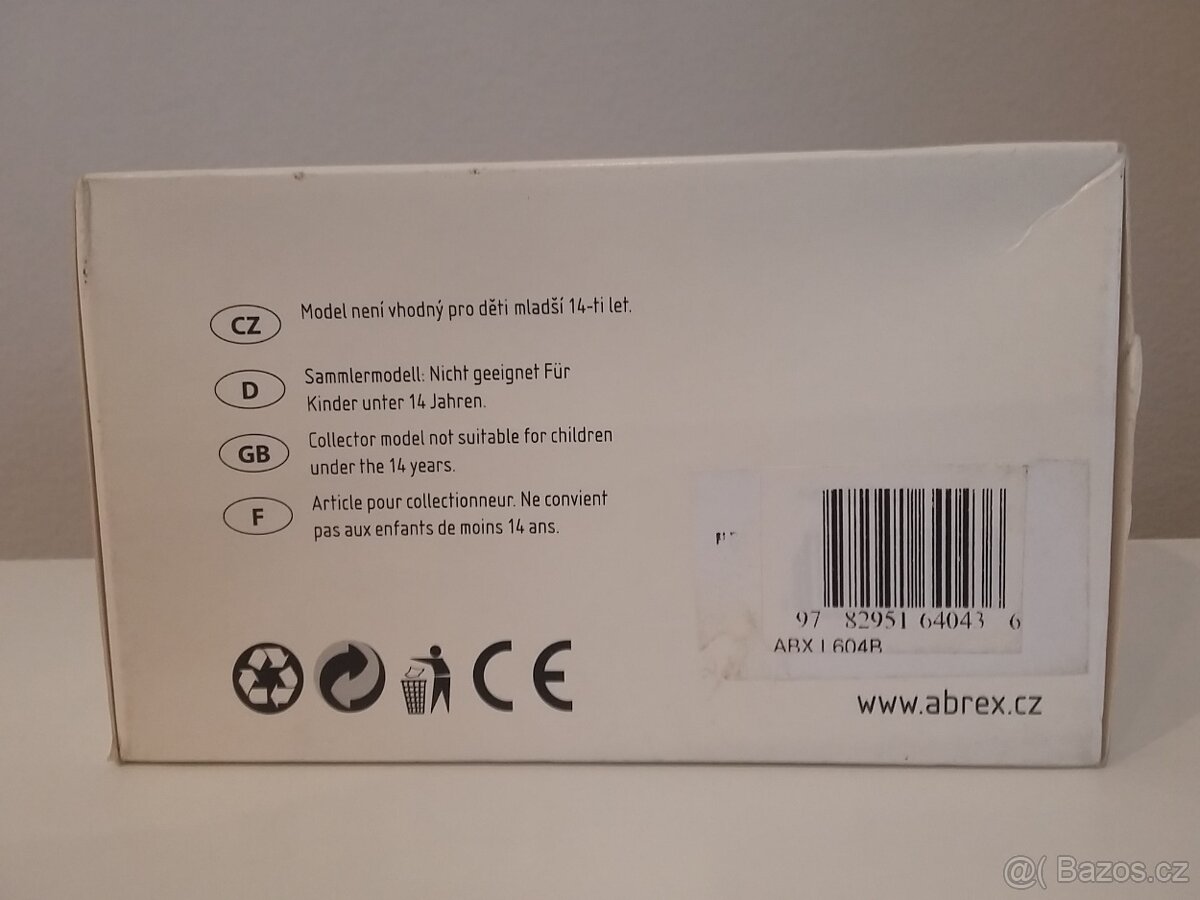 CZ Model není vhodný pro děti mladší 14-ti let.
D Sammlermodell: Nicht geeignet Für
Kinder unter 14 Jahren.
GB Collector model not suitable for children
under the 14 years.
F Article pour collectionneur. Ne convient
pas aux enfants de moins 14 ans.
97 82951 64043 6
ABX L604B
CE
www.abrex.cz
@( Bazos.cz